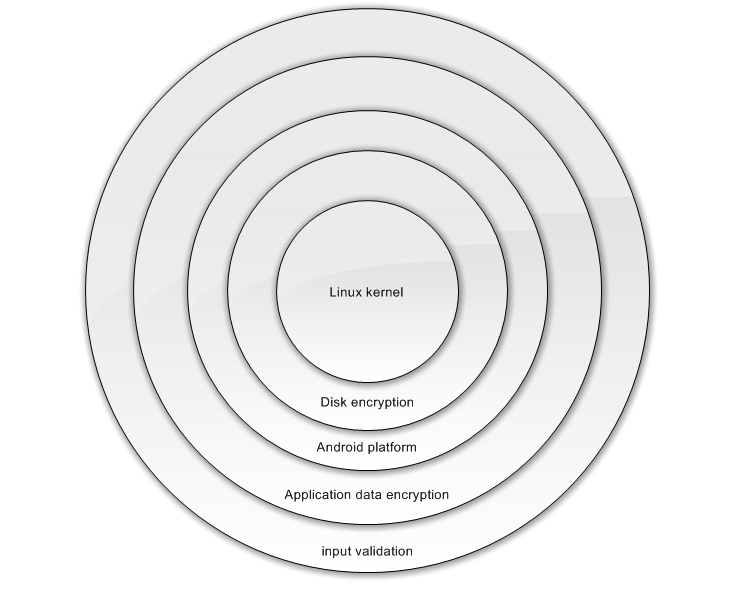 Linux kernel
Disk encryption
Android platform
Application data encryption
input validation